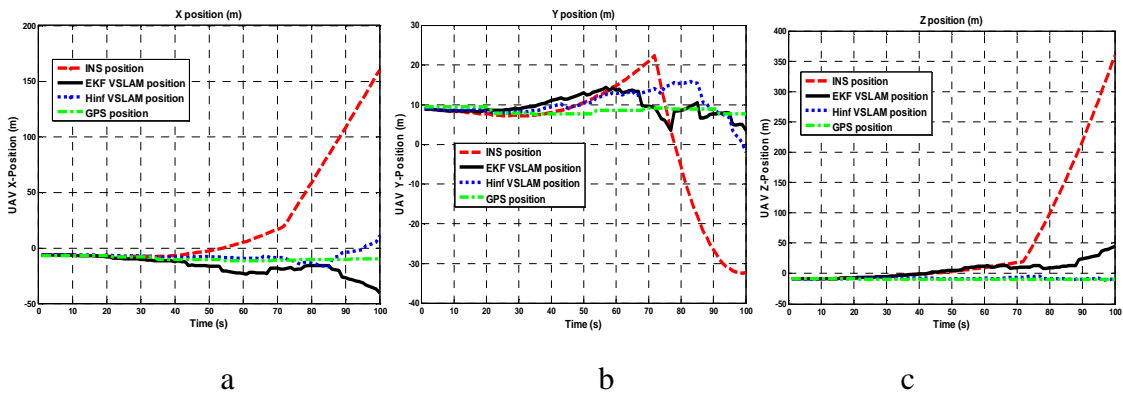 X position (m)
200
150
100
50
0
-50
UAV X-Position (m)
INS position
EKF VSLAM position
Hinf VSLAM position
GPS position
0 10 20 30 40 50 60 70 80 90 100
Time (s)
a
Y position (m)
30
20
10
0
-10
-20
-30
-40
UAV Y-Position (m)
INS position
EKF VSLAM position
Hinf VSLAM position
GPS position
0 10 20 30 40 50 60 70 80 90 100
Time (s)
b
Z position (m)
400
350
300
250
200
150
100
50
0
-50
UAV Z-Position (m)
INS position
EKF VSLAM position
Hinf VSLAM position
GPS position
0 10 20 30 40 50 60 70 80 90 100
Time (s)
c